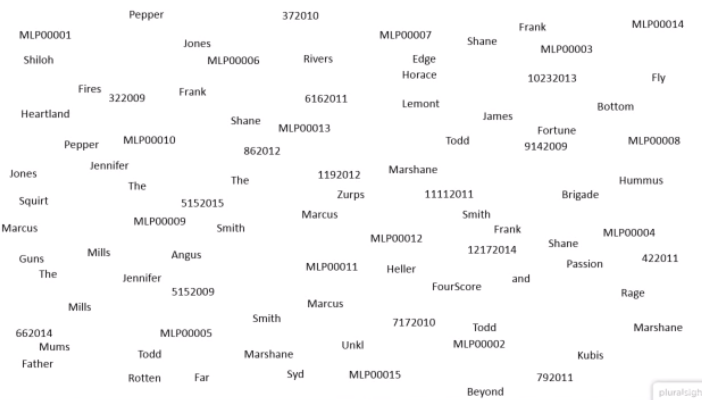 Pepper
372010
Frank
MLP00014
MLP00001
MLP00007
Shane
Jones
MLP00003
Shiloh
MLP00006
Rivers
Edge
Horace
10232013
Fly
Fires
Frank
322009
6162011
Lemont
Bottom
Heartland
James
Shane
MLP00013
Fortune
Pepper
MLP00010
Todd
MLP00008
862012
9142009
Jennifer
Jones
1192012
Marshane
The
The
Hummus
Squirt
5152015
Zurps
11112011
Brigade
Marcus
Smith
MLP00009
Marcus
Smith
Frank
MLP00004
MLP00012
Shane
12172014
Guns
Mills
Angus
422011
The
MLP00011
Heller
Passion
Jennifer
and
5152009
FourScore
Rage
Mills
Marcus
Smith
7172010
Todd
Marshane
662014
MLP00005
Mums
Unkl
MLP00002
Todd
Marshane
Kubis
Father
Rotten
Far
Syd
MLP00015
792011
Beyond
pluralsigh